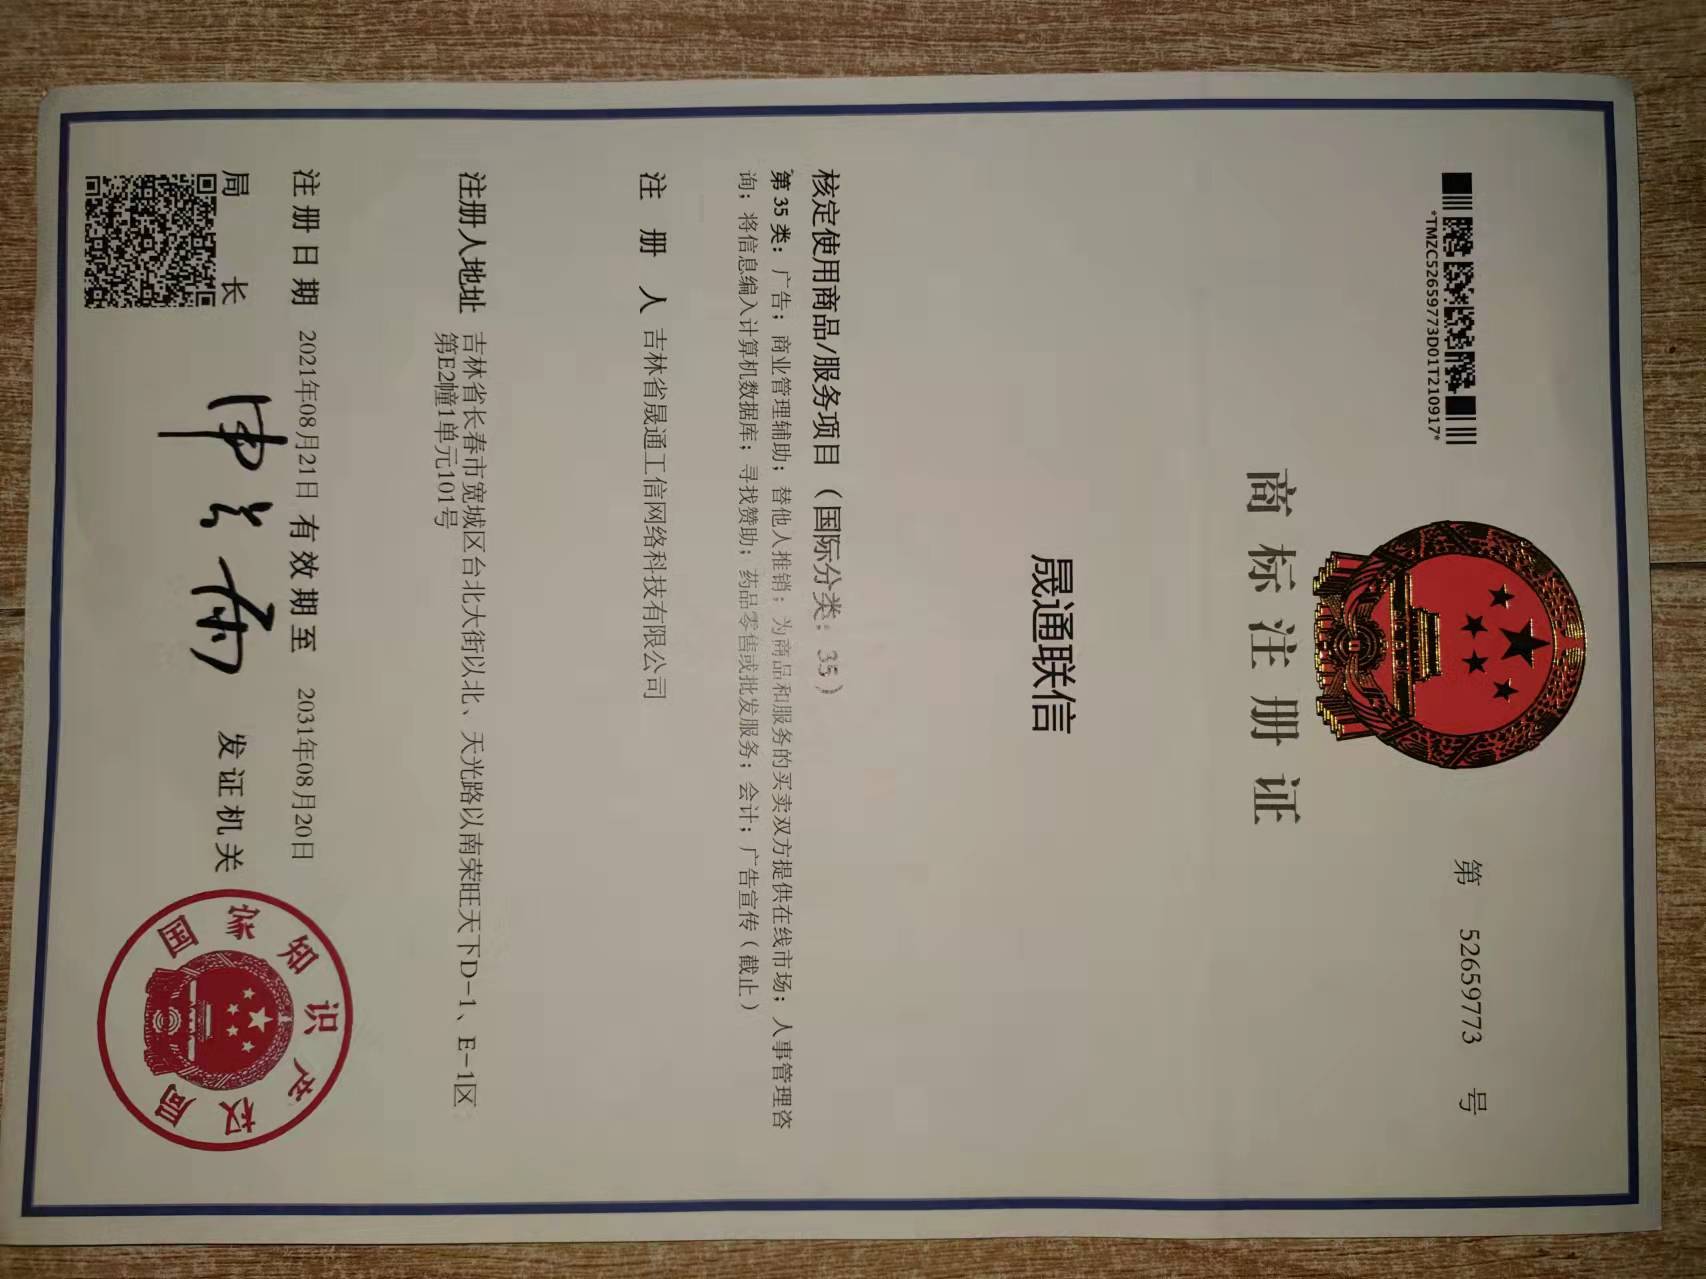 *TMZC52659773D01T210917*
第 52659773 号
商标注册证
晟通联信
核定使用商品/服务项目（国际分类：35）
第 35 类：广告；商业管理辅助；替他人推销；为商品和服务的买卖双方提供在线市场；人事管理咨
询；将信息编入计算机数据库；寻找赞助；药品零售或批发服务；会计；广告宣传（截止）
注册人 吉林省晟通工信网络科技有限公司
注册人地址 吉林省长春市宽城区台北大街以北、天光路以南荣旺天下D-1、E-1区
第E2幢1单元101号
注册日期 2021年08月21日 有效期至 2031年08月20日
局长 申长雨 发证机关
国家知识产权局